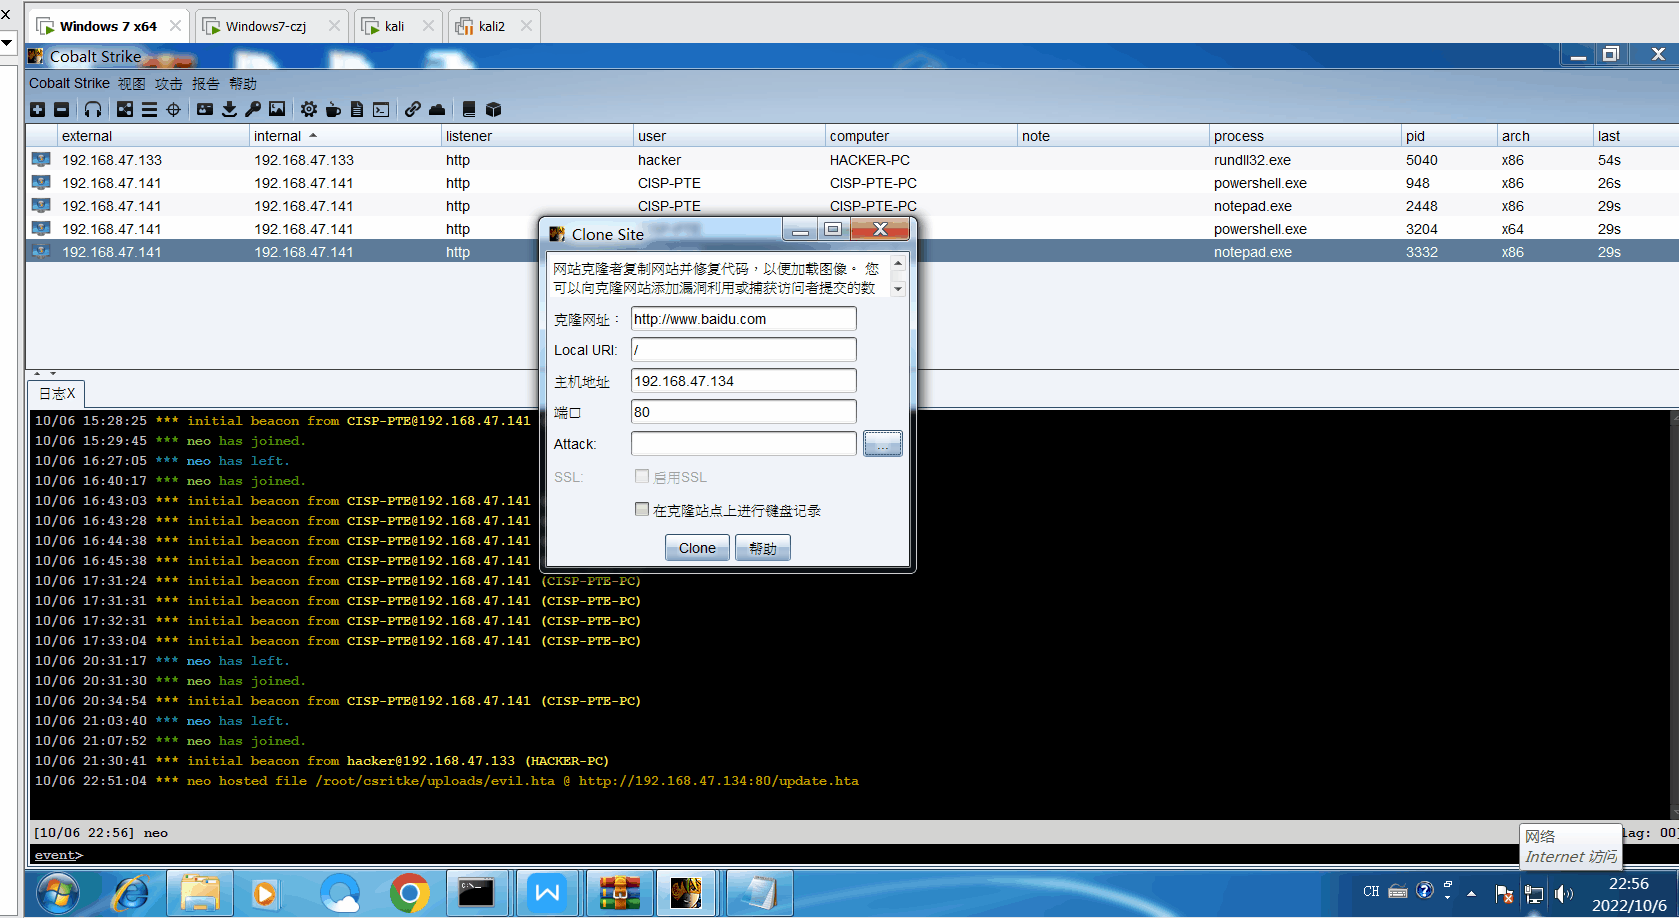 Windows 7 x64
Windows7-czj
kali
kali2
Cobalt Strike
Cobalt Strike 视图 攻击 报告 帮助
external internal listener user computer note process pid arch last
192.168.47.133 192.168.47.133 http hacker HACKER-PC rundll32.exe 5040 x86 54s
192.168.47.141 192.168.47.141 http CISP-PTE CISP-PTE-PC powershell.exe 948 x86 26s
192.168.47.141 192.168.47.141 http CISP-PTE CISP-PTE-PC notepad.exe 2448 x86 29s
192.168.47.141 192.168.47.141 http powershell.exe 3204 x64 29s
192.168.47.141 192.168.47.141 http notepad.exe 3332 x86 29s
Clone Site
网站克隆者复制网站并修复代码，以便加载图像。 您
可以向克隆网站添加漏洞利用或捕获访问者提交的数
克隆网址： http://www.baidu.com
Local URI: /
主机地址 192.168.47.134
端口 80
Attack: ...
SSL: 启用SSL
在克隆站点上进行键盘记录
Clone 帮助
日志X
10/06 15:28:25 *** initial beacon from CISP-PTE@192.168.47.141
10/06 15:29:45 *** neo has joined.
10/06 16:27:05 *** neo has left.
10/06 16:40:17 *** neo has joined.
10/06 16:43:03 *** initial beacon from CISP-PTE@192.168.47.141
10/06 16:43:28 *** initial beacon from CISP-PTE@192.168.47.141
10/06 16:44:38 *** initial beacon from CISP-PTE@192.168.47.141
10/06 16:45:38 *** initial beacon from CISP-PTE@192.168.47.141
10/06 17:31:24 *** initial beacon from CISP-PTE@192.168.47.141 (CISP-PTE-PC)
10/06 17:31:31 *** initial beacon from CISP-PTE@192.168.47.141 (CISP-PTE-PC)
10/06 17:32:31 *** initial beacon from CISP-PTE@192.168.47.141 (CISP-PTE-PC)
10/06 17:33:04 *** initial beacon from CISP-PTE@192.168.47.141 (CISP-PTE-PC)
10/06 20:31:17 *** neo has left.
10/06 20:31:30 *** neo has joined.
10/06 20:34:54 *** initial beacon from CISP-PTE@192.168.47.141 (CISP-PTE-PC)
10/06 21:03:40 *** neo has left.
10/06 21:07:52 *** neo has joined.
10/06 21:30:41 *** initial beacon from hacker@192.168.47.133 (HACKER-PC)
10/06 22:51:04 *** neo hosted file /root/csritke/uploads/evil.hta @ http://192.168.47.134:80/update.hta
[10/06 22:56] neo
lag: 00]
event>
网络
Internet 访问
CH
22:56
2022/10/6